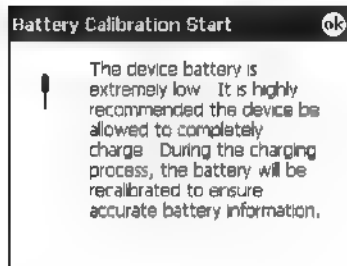 Battery Calibration Start ok
The device battery is
extremely low It is highly
recommended the device be
allowed to completely
charge During the charging
process, the battery will be
recalibrated to ensure
accurate battery information.